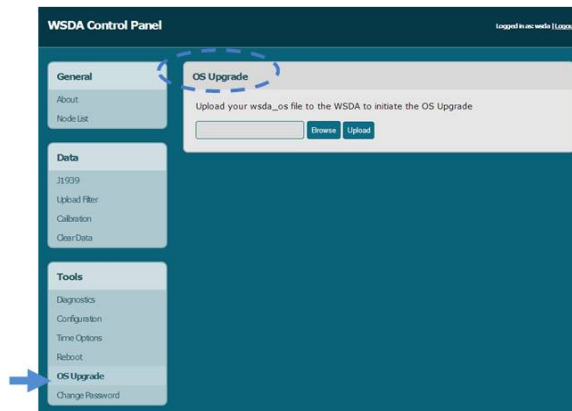 WSDA Control Panel
Logged in as: wsda | Logout
General
About
Node List
Data
J1939
Upload Filter
Calibration
Clear Data
Tools
Diagnostics
Configuration
Time Options
Reboot
OS Upgrade
Change Password
OS Upgrade
Upload your wsda_os file to the WSDA to initiate the OS Upgrade
Browse Upload